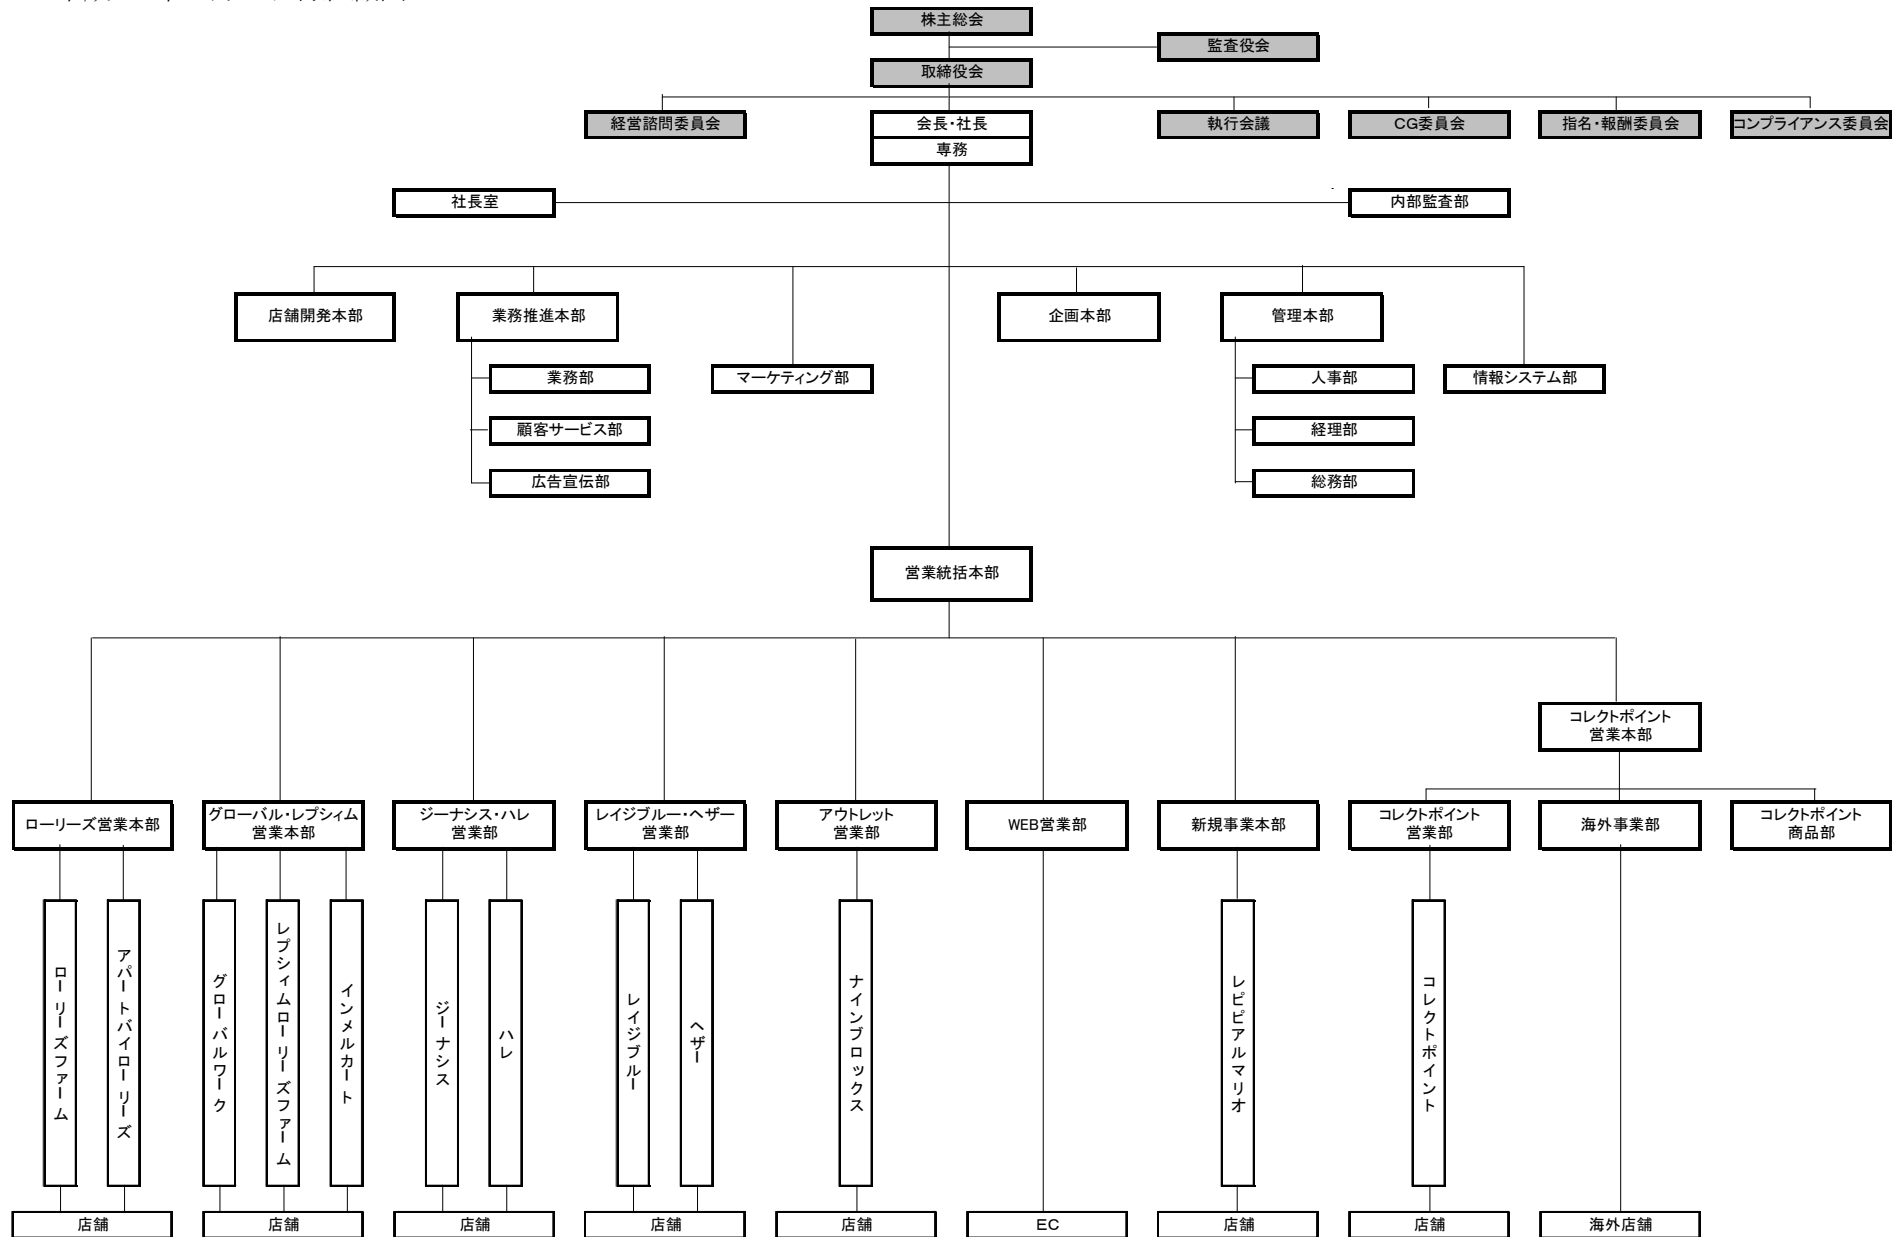 株主総会
監査役会
取締役会
経営諮問委員会
会長・社長
執行会議
CG委員会
指名・報酬委員会
コンプライアンス委員会
専務
社長室
内部監査部
店舗開発本部
業務推進本部
企画本部
管理本部
業務部
マーケティング部
人事部
情報システム部
顧客サービス部
経理部
広告宣伝部
総務部
営業統括本部
コレクトポイント
営業本部
ローリーズ営業本部
グローバル・レプシィム
営業本部
ジーナシス・ハレ
営業部
レイジブルー・ヘザー
営業部
アウトレット
営業部
WEB営業部
新規事業本部
コレクトポイント
営業部
海外事業部
コレクトポイント
商品部
ローリーズファーム
アパートバイローリーズ
グローバルワーク
レプシィムローリーズファーム
インメルカート
ジーナシス
ハレ
レイジブルー
ヘザー
ナインブロックス
レピピアルマリオ
コレクトポイント
店舗
店舗
店舗
店舗
店舗
EC
店舗
店舗
海外店舗